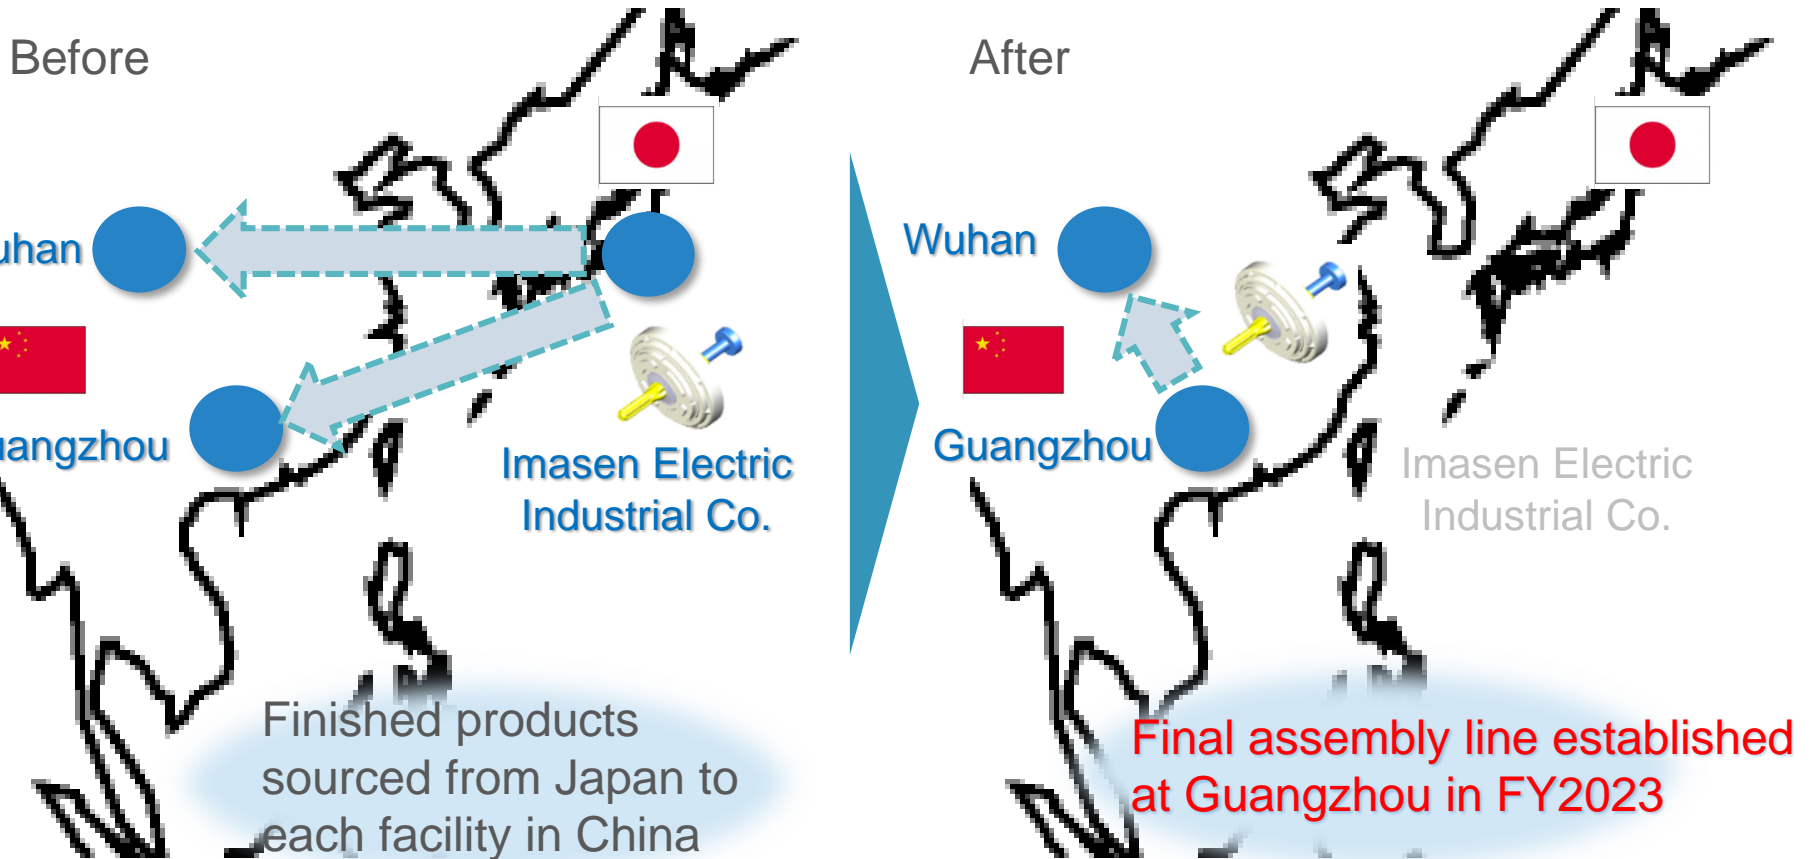 Before
uhan
uangzhou
Imasen Electric
Industrial Co.
Finished products
sourced from Japan to
each facility in China
After
Wuhan
Guangzhou
Imasen Electric
Industrial Co.
Final assembly line established
at Guangzhou in FY2023